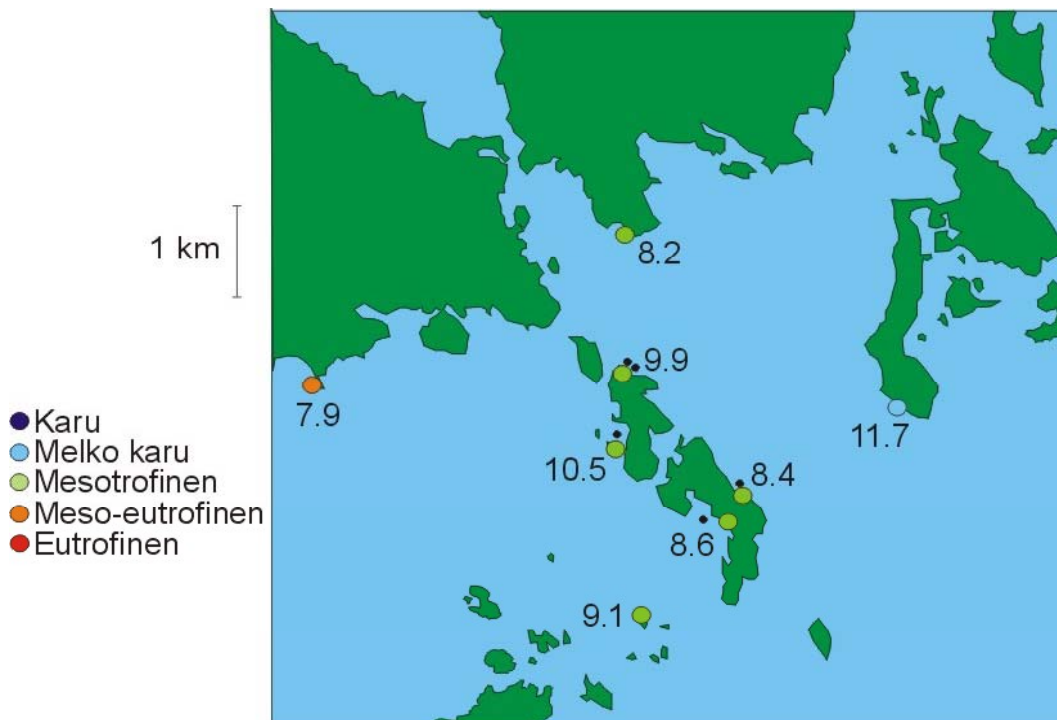 8.2
1 km
9.9
7.9
11.7
10.5
8.4
8.6
9.1
Karu
Melko karu
Mesotrofinen
Meso-eutrofinen
Eutrofinen